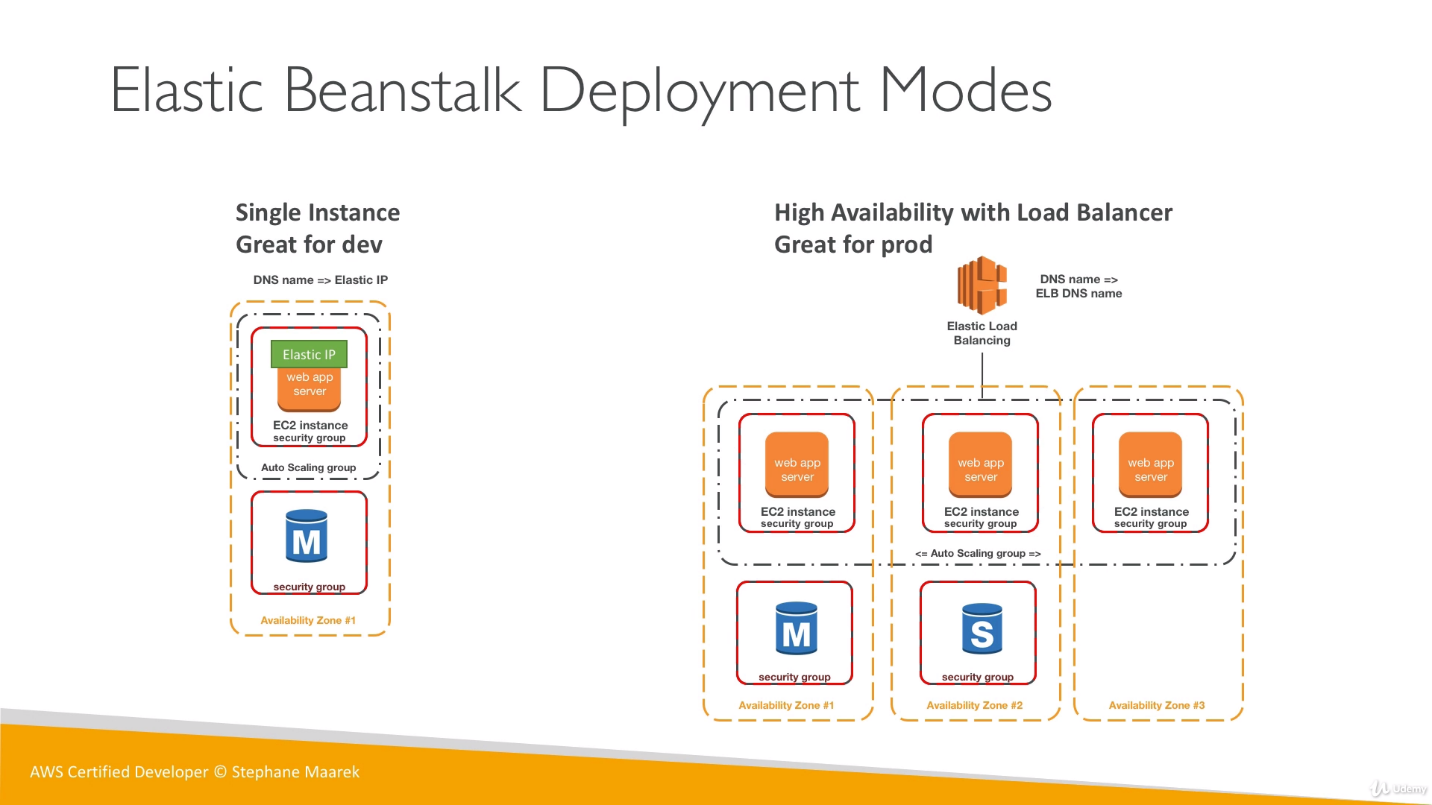 Elastic Beanstalk Deployment Modes
Single Instance
Great for dev
DNS name => Elastic IP
Elastic IP
web app
server
EC2 instance
security group
Auto Scaling group
M
security group
Availability Zone #1
High Availability with Load Balancer
Great for prod
DNS name =>
ELB DNS name
Elastic Load
Balancing
web app
server
EC2 instance
security group
web app
server
EC2 instance
security group
web app
server
EC2 instance
security group
<= Auto Scaling group =>
M
security group
S
security group
Availability Zone #1
Availability Zone #2
Availability Zone #3
AWS Certified Developer © Stephane Maarek
Udemy